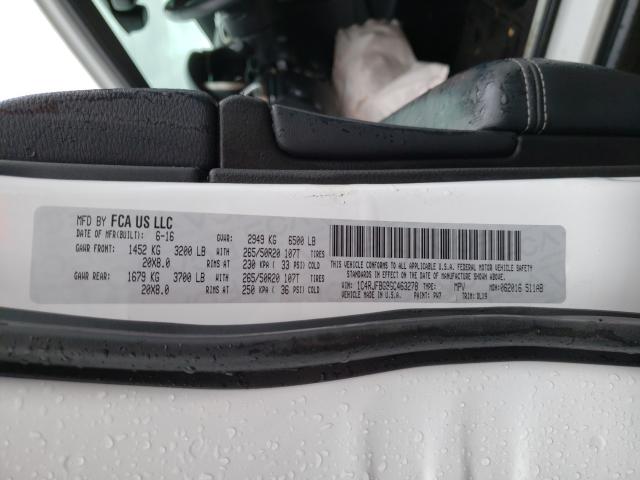 MFD BY FCA US LLC
DATE OF MFR(BUILT): 6-16 GVWR: 2949 KG 6500 LB
GAWR FRONT: 1452 KG 3200 LB WITH 265/50R20 107T TIRES
20X8.0 RIMS AT 230 KPA ( 33 PSI) COLD
GAWR REAR: 1679 KG 3700 LB WITH 265/50R20 107T TIRES
20X8.0 RIMS AT 250 KPA ( 36 PSI) COLD
THIS VEHICLE CONFORMS TO ALL APPLICABLE U.S.A. FEDERAL MOTOR VEHICLE SAFETY
STANDARDS IN EFFECT ON THE DATE OF MANUFACTURE SHOWN ABOVE.
VIN: 1C4RJFBG9GC463278 TYPE: MPV MDH: 062016 511AB
VEHICLE MADE IN U.S.A. PAINT: PW7 TRIM: DLX9